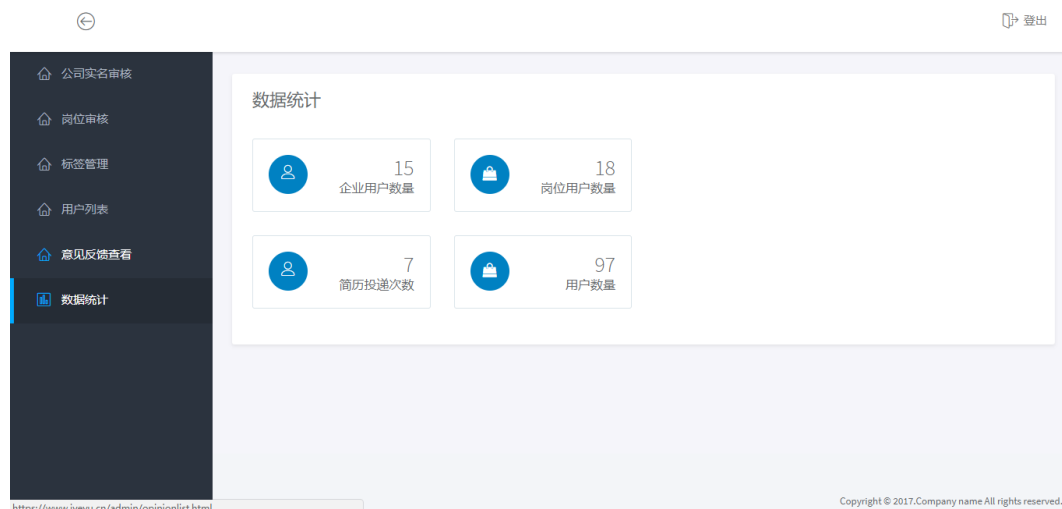 登出
公司实名审核
岗位审核
标签管理
用户列表
意见反馈查看
数据统计
数据统计
15
企业用户数量
18
岗位用户数量
7
简历投递次数
97
用户数量
Copyright © 2017.Company name All rights reserved.